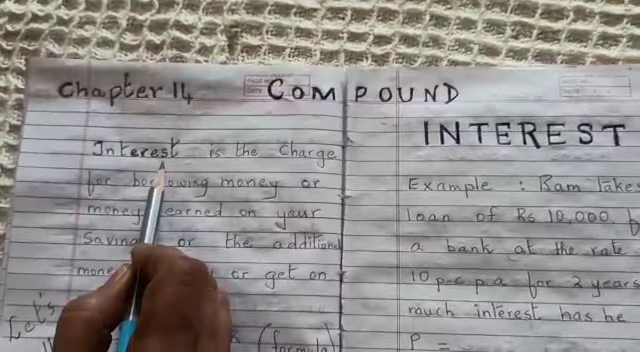 Chapter 14
COMPOUND
INTEREST
Interest is the charge
for borrowing money or
money earned on your
Saving or the additional
or get on
Let's
(formula)
Example : Ram Takes
loan of Rs 10,000
a bank at the rate
10 p.c.p.a for 2 years
much interest has he
P =